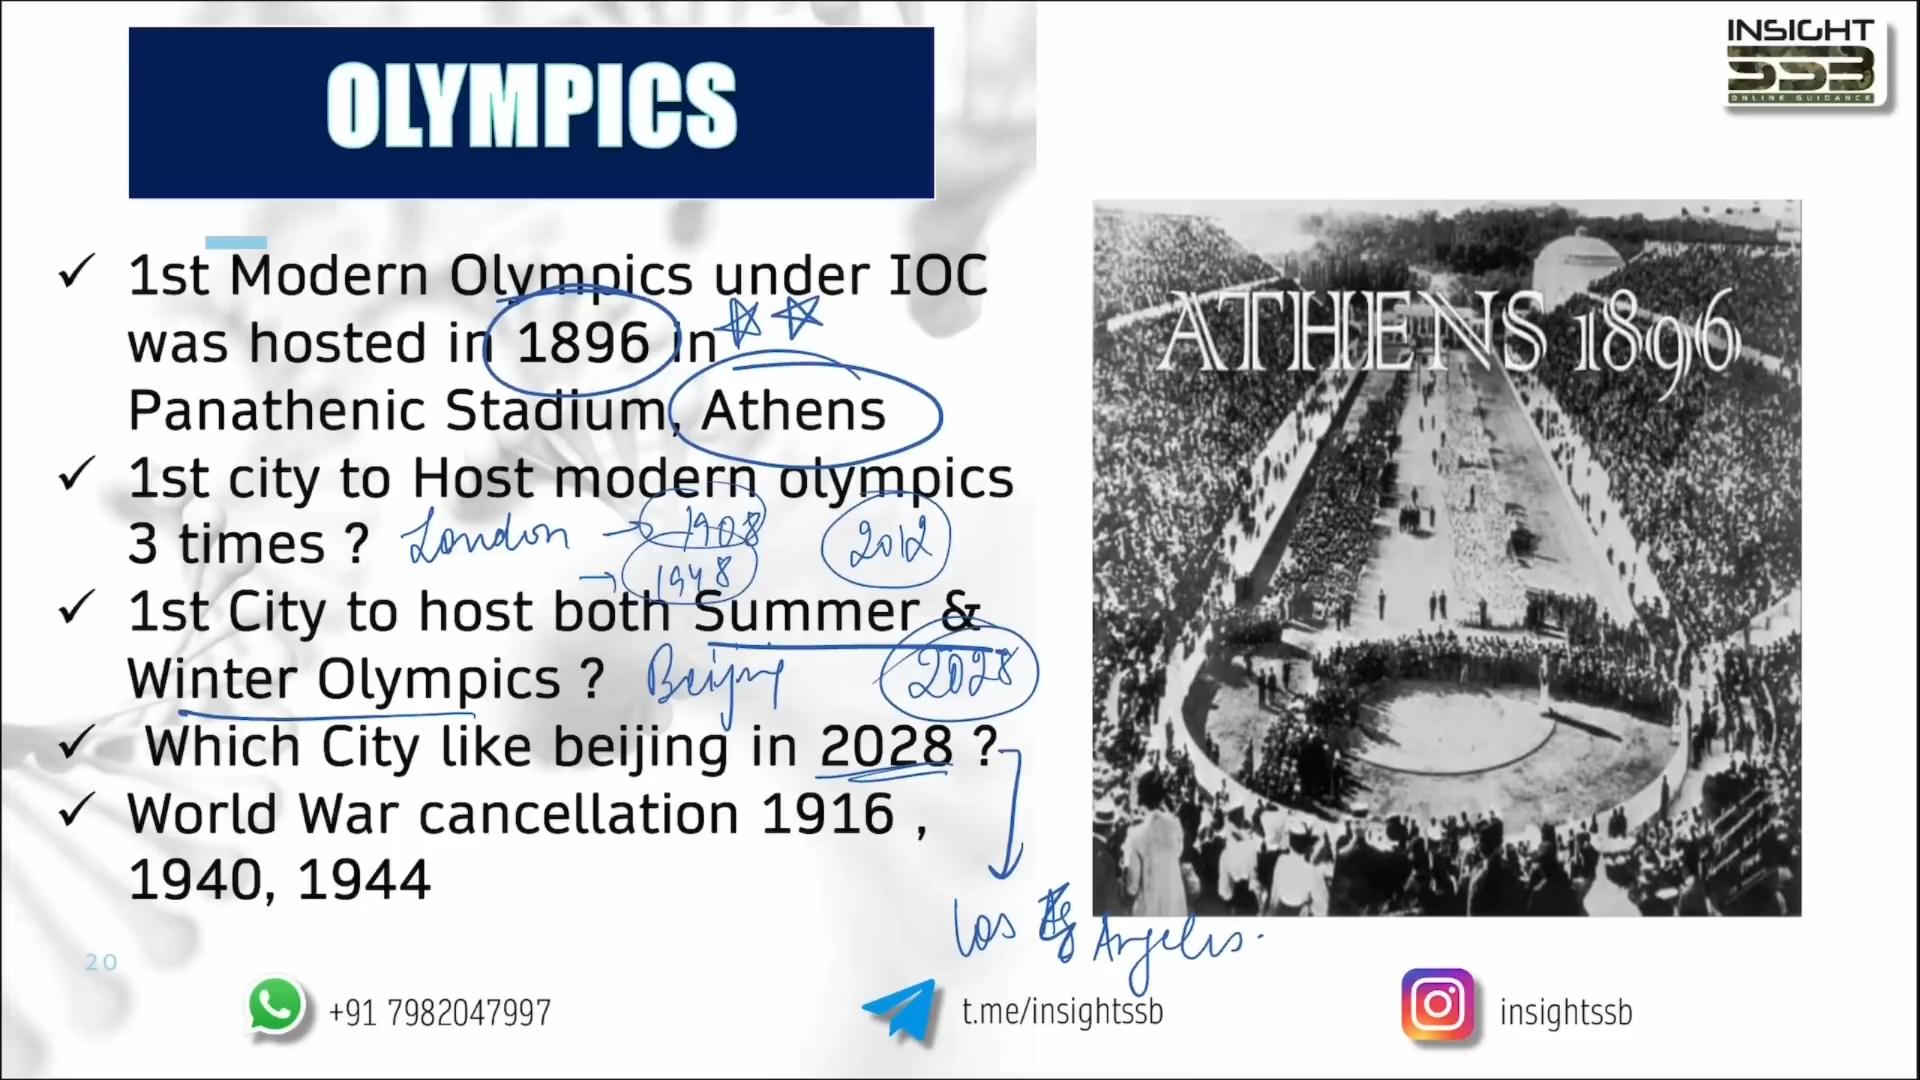 INSIGHT
SSB
ONLINE GUIDANCE
OLYMPICS
✓ 1st Modern Olympics under IOC
was hosted in 1896 in
Panathenic Stadium, Athens
✓ 1st city to Host modern olympics
3 times ? London → 1908 2012
→ 1948
✓ 1st City to host both Summer &
Winter Olympics ? Beijing 2028
✓ Which City like beijing in 2028 ?
✓ World War cancellation 1916 ,
1940, 1944
Los Angeles.
ATHENS 1896
20
+91 7982047997
t.me/insightssb
insightssb